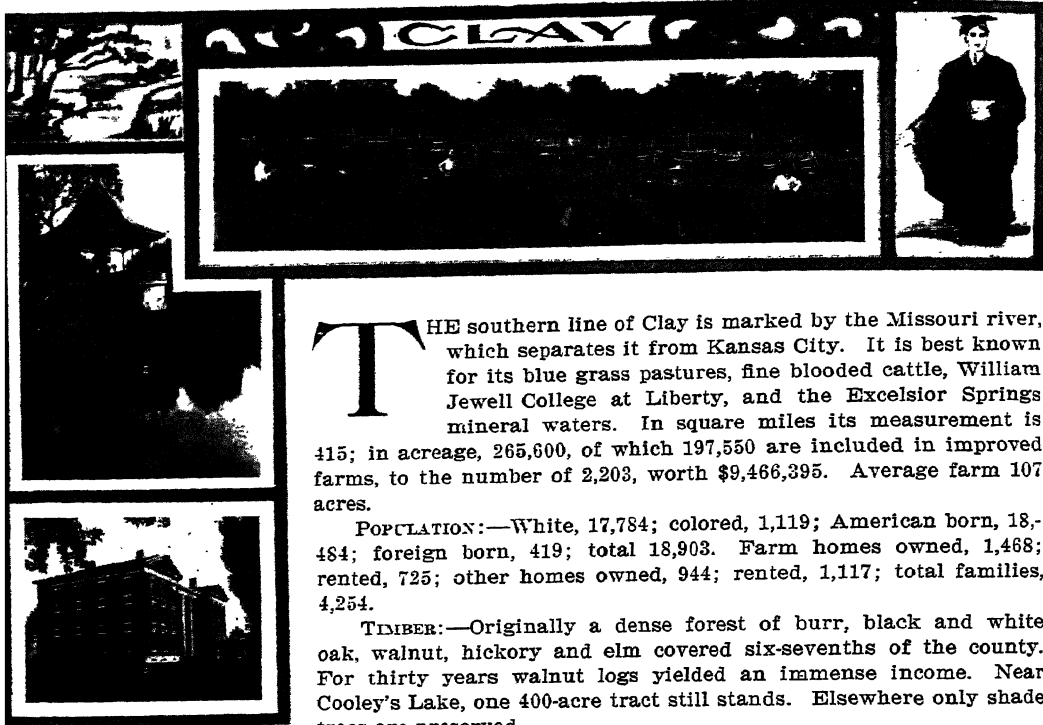 CLAY
THE southern line of Clay is marked by the Missouri river,
which separates it from Kansas City. It is best known
for its blue grass pastures, fine blooded cattle, William
Jewell College at Liberty, and the Excelsior Springs
mineral waters. In square miles its measurement is
415; in acreage, 265,600, of which 197,550 are included in improved
farms, to the number of 2,203, worth $9,466,395. Average farm 107
acres.
POPULATION:—White, 17,784; colored, 1,119; American born, 18,-
484; foreign born, 419; total 18,903. Farm homes owned, 1,468;
rented, 725; other homes owned, 944; rented, 1,117; total families,
4,254.
TIMBER:—Originally a dense forest of burr, black and white
oak, walnut, hickory and elm covered six-sevenths of the county.
For thirty years walnut logs yielded an immense income. Near
Cooley's Lake, one 400-acre tract still stands. Elsewhere only shade
trees are preserved